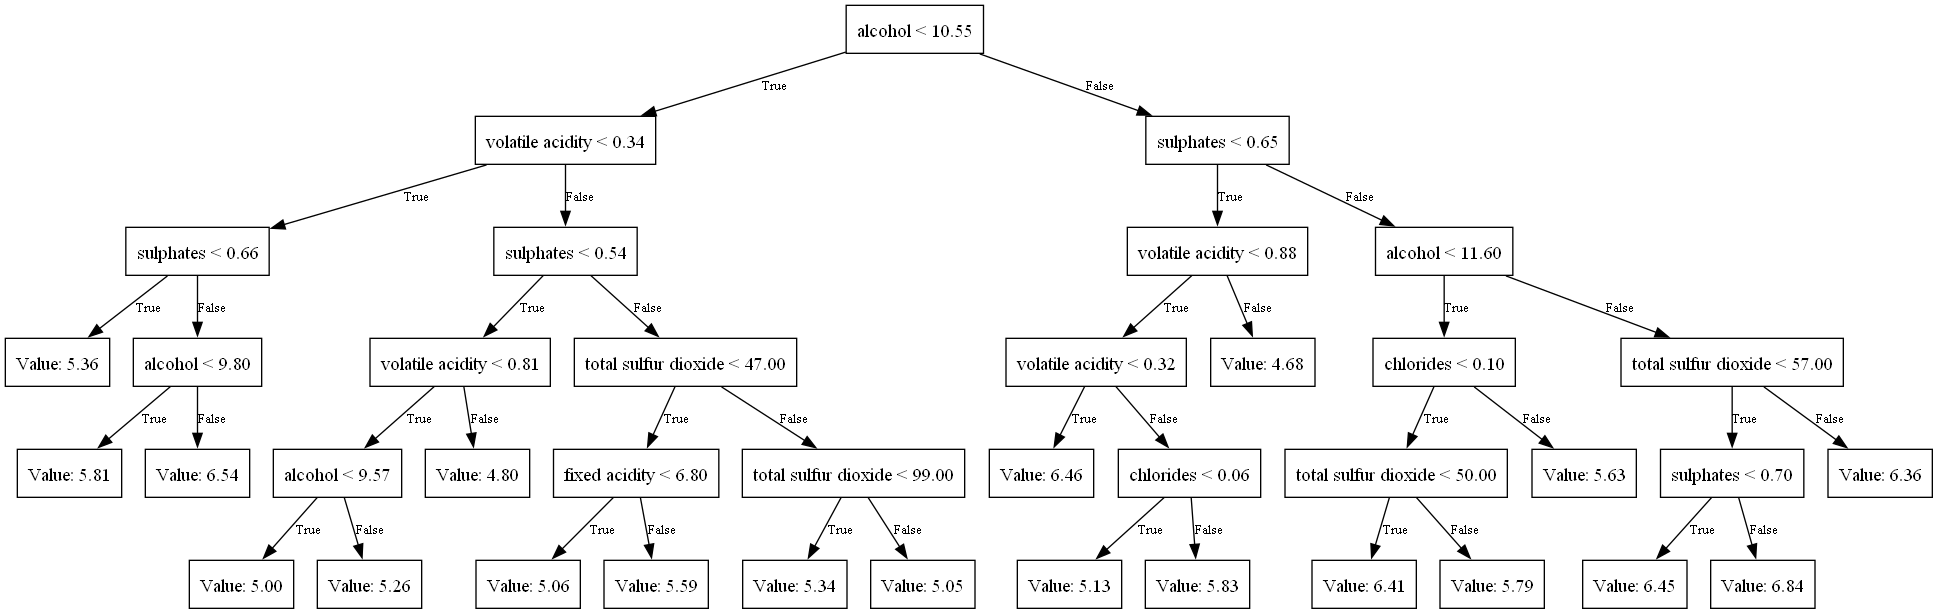 alcohol < 10.55
True
False
volatile acidity < 0.34
sulphates < 0.65
True
False
True
False
sulphates < 0.66
sulphates < 0.54
volatile acidity < 0.88
alcohol < 11.60
True
False
True
False
True
False
True
False
Value: 5.36
alcohol < 9.80
volatile acidity < 0.81
total sulfur dioxide < 47.00
volatile acidity < 0.32
Value: 4.68
chlorides < 0.10
total sulfur dioxide < 57.00
True
False
True
False
True
False
True
False
True
False
True
False
Value: 5.81
Value: 6.54
alcohol < 9.57
Value: 4.80
fixed acidity < 6.80
total sulfur dioxide < 99.00
Value: 6.46
chlorides < 0.06
total sulfur dioxide < 50.00
Value: 5.63
sulphates < 0.70
Value: 6.36
True
False
True
False
True
False
True
False
True
False
True
False
Value: 5.00
Value: 5.26
Value: 5.06
Value: 5.59
Value: 5.34
Value: 5.05
Value: 5.13
Value: 5.83
Value: 6.41
Value: 5.79
Value: 6.45
Value: 6.84